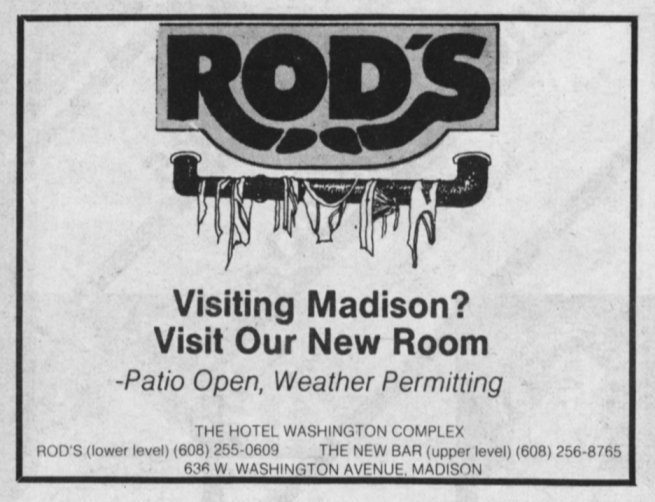 ROD'S
Visiting Madison?
Visit Our New Room
-Patio Open, Weather Permitting
THE HOTEL WASHINGTON COMPLEX
ROD'S (lower level) (608) 255-0609 THE NEW BAR (upper level) (608) 256-8765
636 W. WASHINGTON AVENUE, MADISON